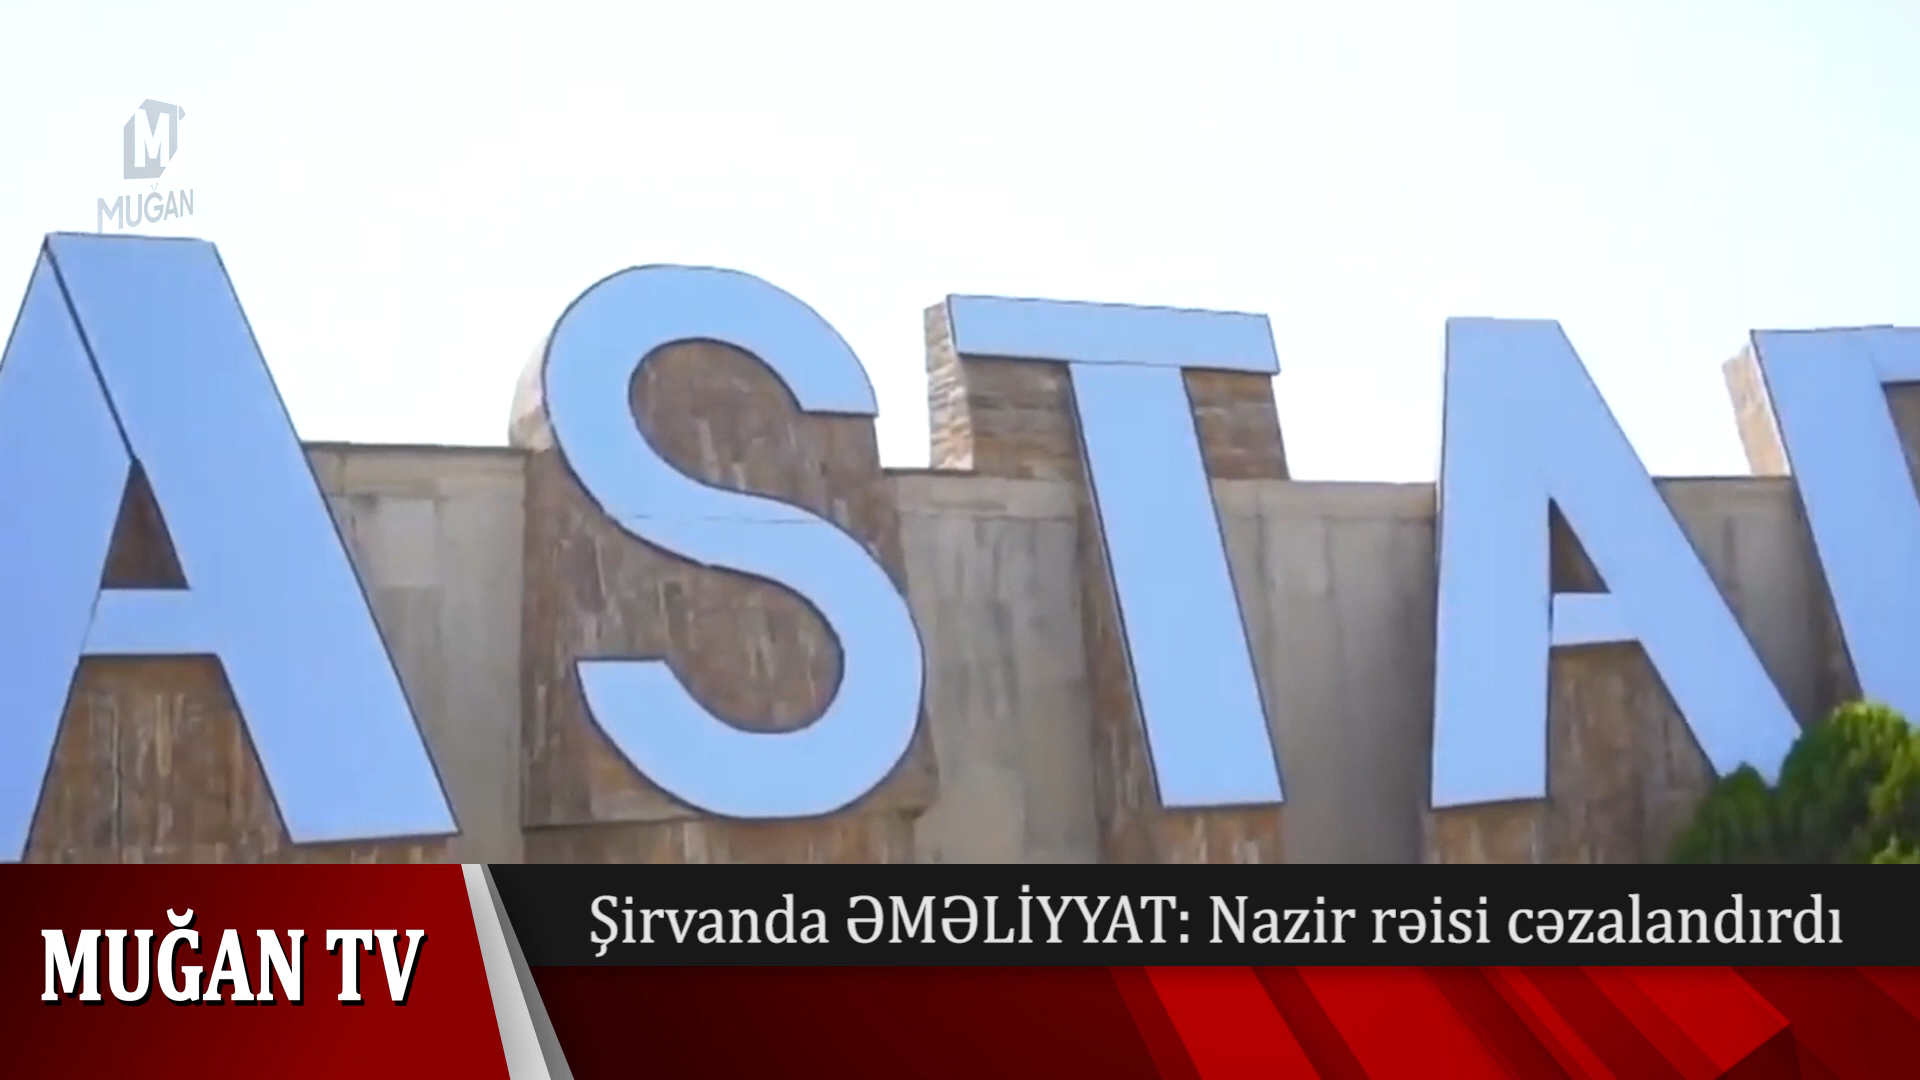 MUĞAN
ASTA
MUĞAN TV
Şirvanda ƏMƏLİYYAT: Nazir rəisi cəzalandırdı